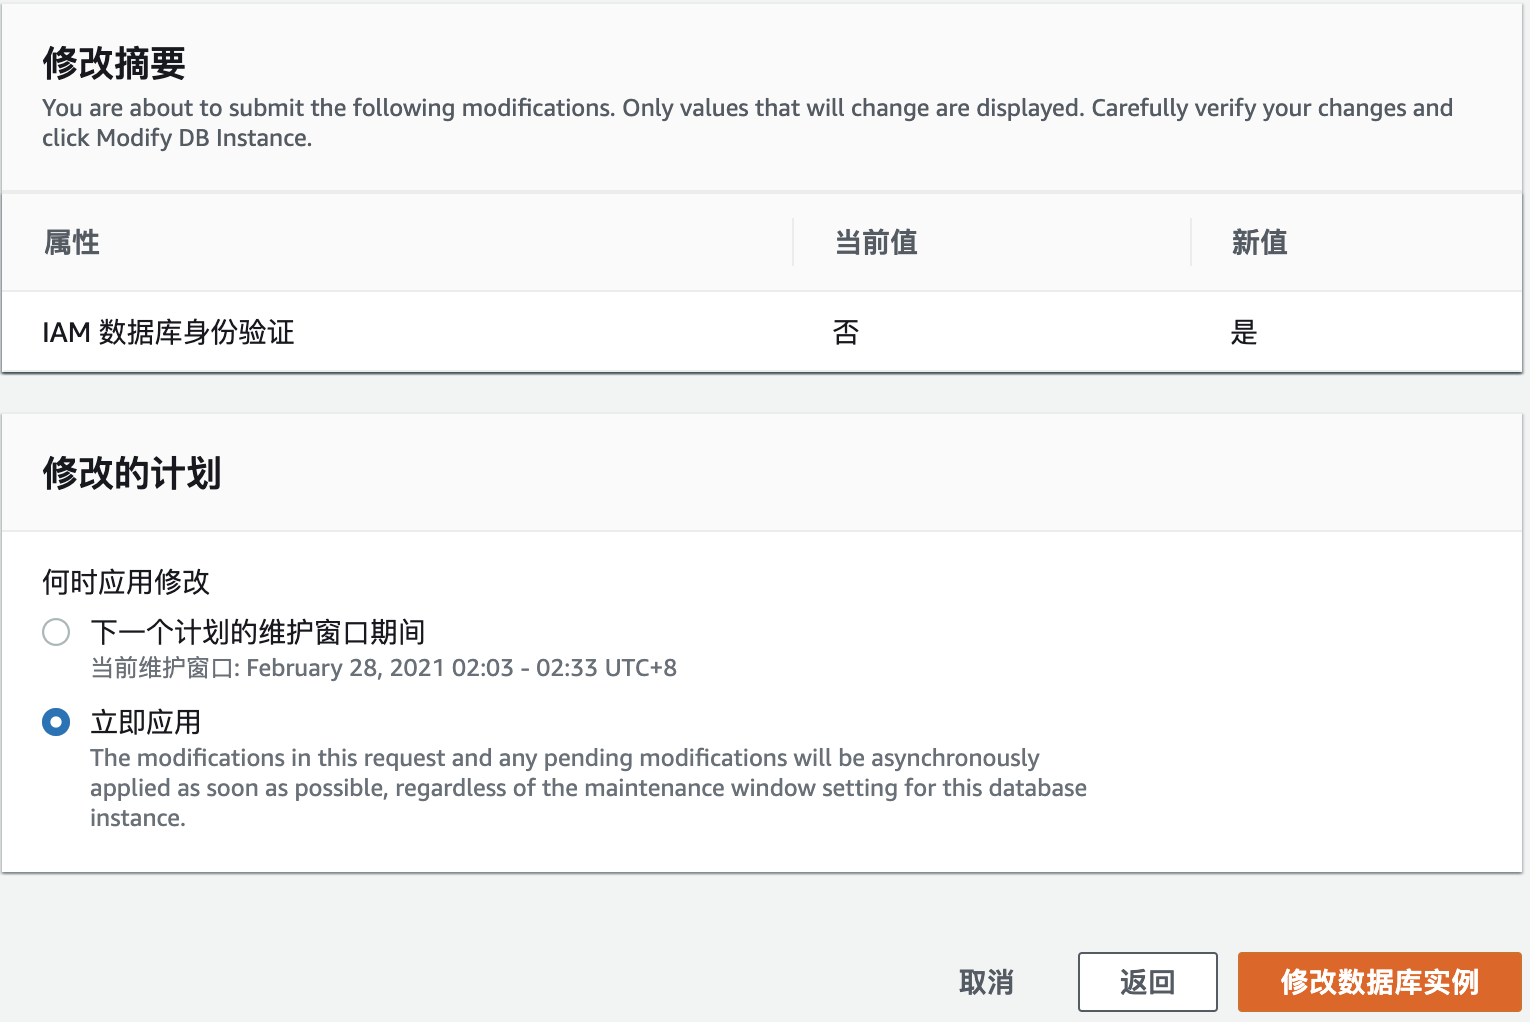 修改摘要
You are about to submit the following modifications. Only values that will change are displayed. Carefully verify your changes and
click Modify DB Instance.
属性 当前值 新值
IAM 数据库身份验证 否 是
修改的计划
何时应用修改
下一个计划的维护窗口期间
当前维护窗口: February 28, 2021 02:03 - 02:33 UTC+8
立即应用
The modifications in this request and any pending modifications will be asynchronously
applied as soon as possible, regardless of the maintenance window setting for this database
instance.
取消 返回 修改数据库实例